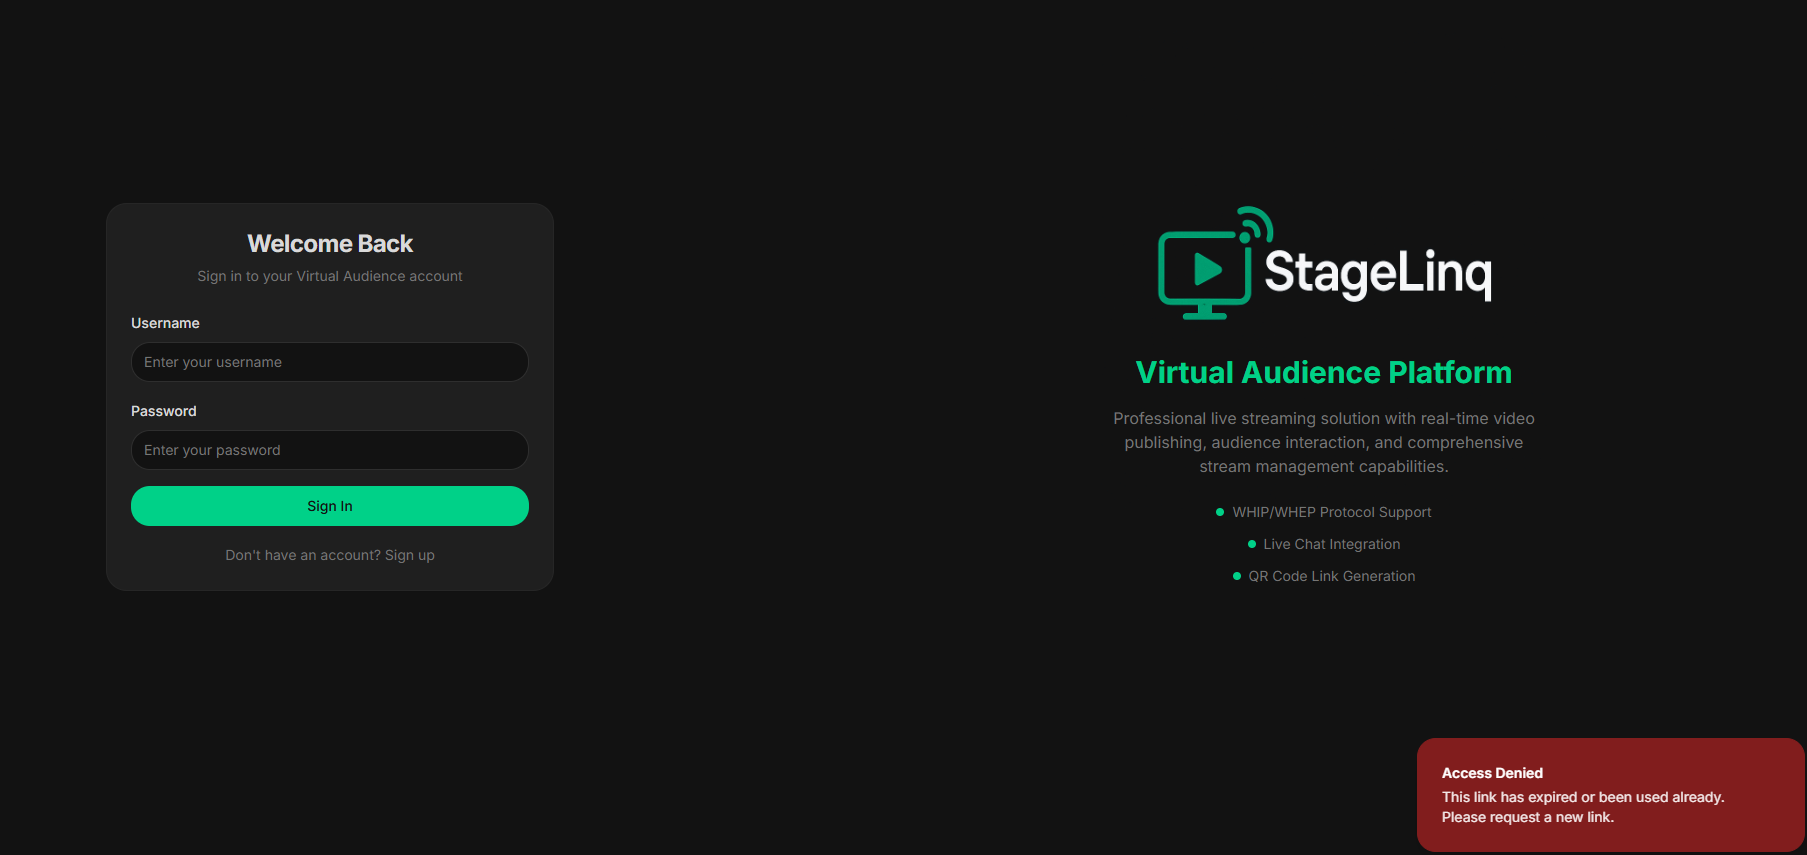 Welcome Back
Sign in to your Virtual Audience account
Username
Enter your username
Password
Enter your password
Sign In
Don't have an account? Sign up
StageLinq
Virtual Audience Platform
Professional live streaming solution with real-time video
publishing, audience interaction, and comprehensive
stream management capabilities.
WHIP/WHEP Protocol Support
Live Chat Integration
QR Code Link Generation
Access Denied
This link has expired or been used already.
Please request a new link.